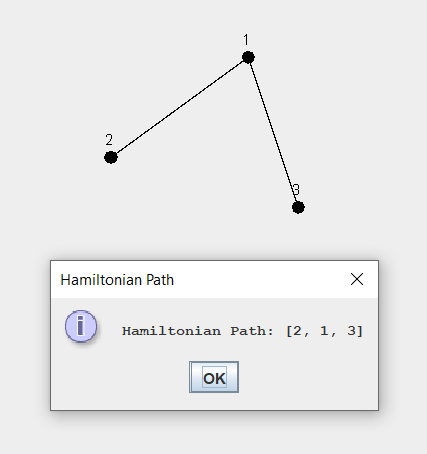 1
2
3
Hamiltonian Path
Hamiltonian Path: [2, 1, 3]
OK